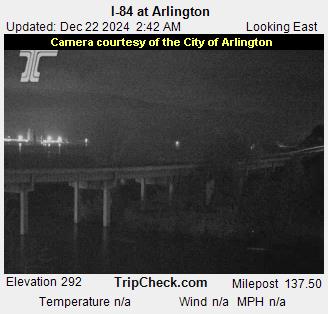 I-84 at Arlington
Updated: Dec 22 2024 2:42 AM Looking East
Camera courtesy of the City of Arlington
Elevation 292 TripCheck.com Milepost 137.50
Temperature n/a Wind n/a MPH n/a